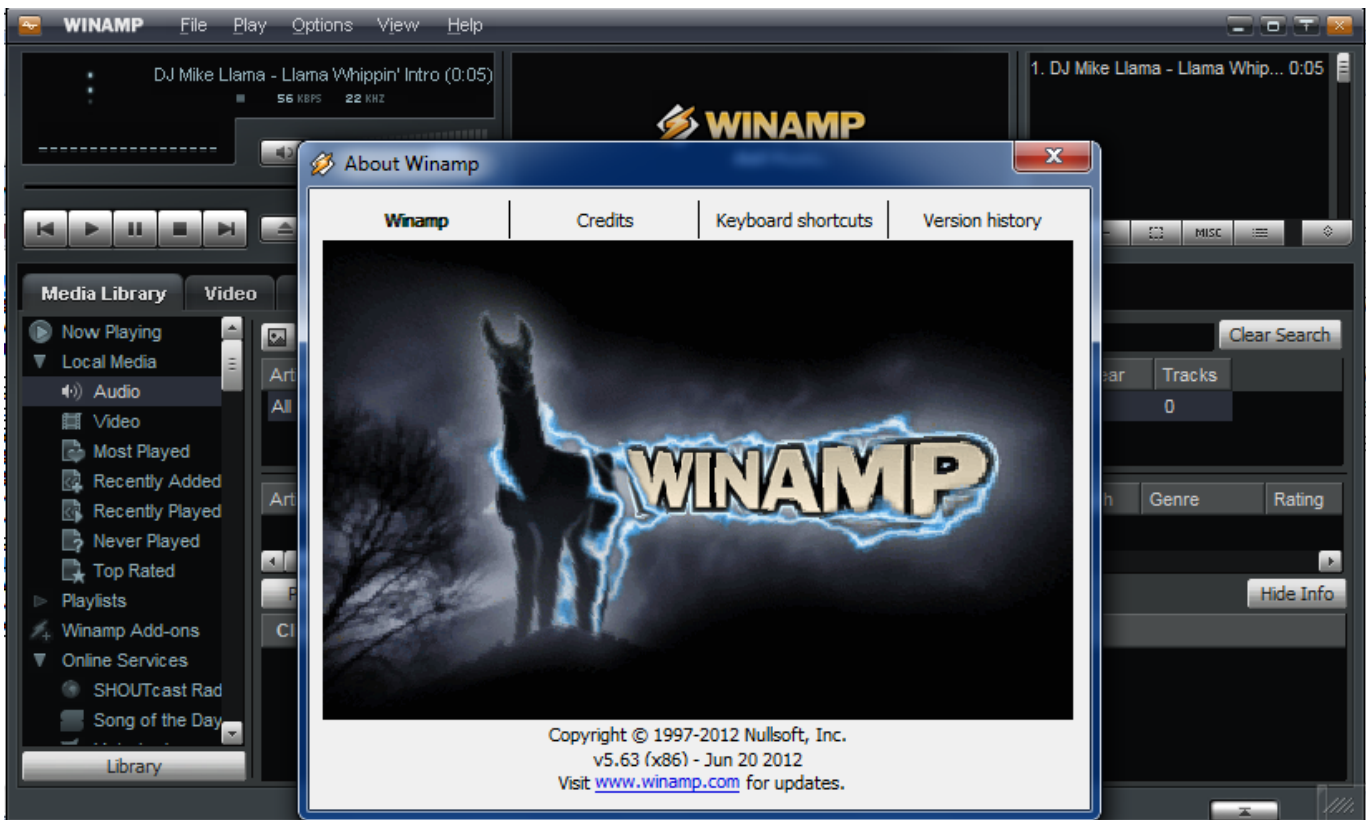 WINAMP File Play Options View Help
DJ Mike Llama - Llama Whippin' Intro (0:05)
56 KBPS 22 KHZ
1. DJ Mike Llama - Llama Whip... 0:05
WINAMP
About Winamp
Winamp Credits Keyboard shortcuts Version history
MISC
Media Library Video
Now Playing
Clear Search
Local Media
Audio
Tracks
All 0
Video
Most Played
Recently Added
Recently Played
Genre Rating
Never Played
Top Rated
Playlists
Hide Info
Winamp Add-ons
Online Services
SHOUTcast Rad
Song of the Day
Library
WINAMP
Copyright © 1997-2012 Nullsoft, Inc.
v5.63 (x86) - Jun 20 2012
Visit www.winamp.com for updates.